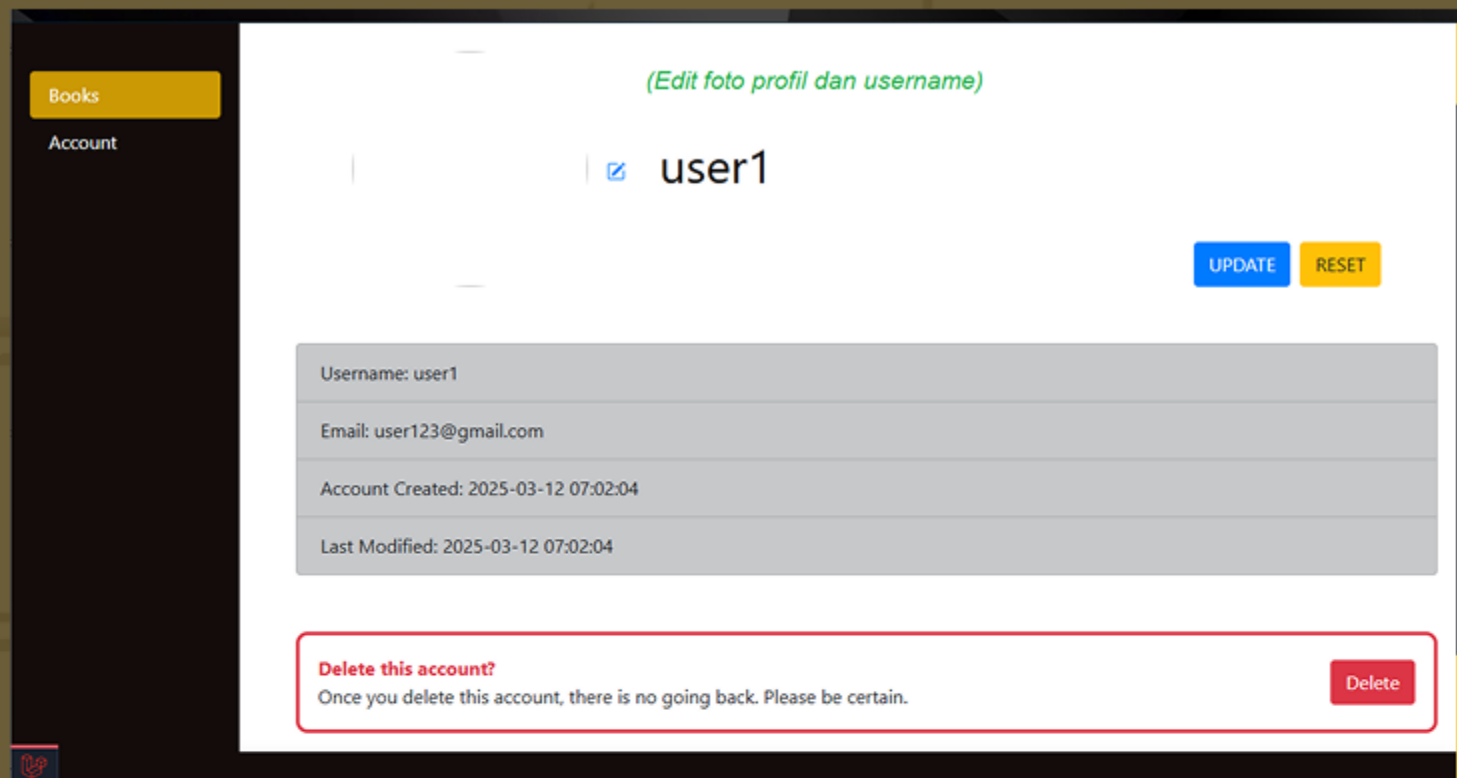 Books
Account
(Edit foto profil dan username)
user1
UPDATE RESET
Username: user1
Email: user123@gmail.com
Account Created: 2025-03-12 07:02:04
Last Modified: 2025-03-12 07:02:04
Delete this account?
Once you delete this account, there is no going back. Please be certain.
Delete